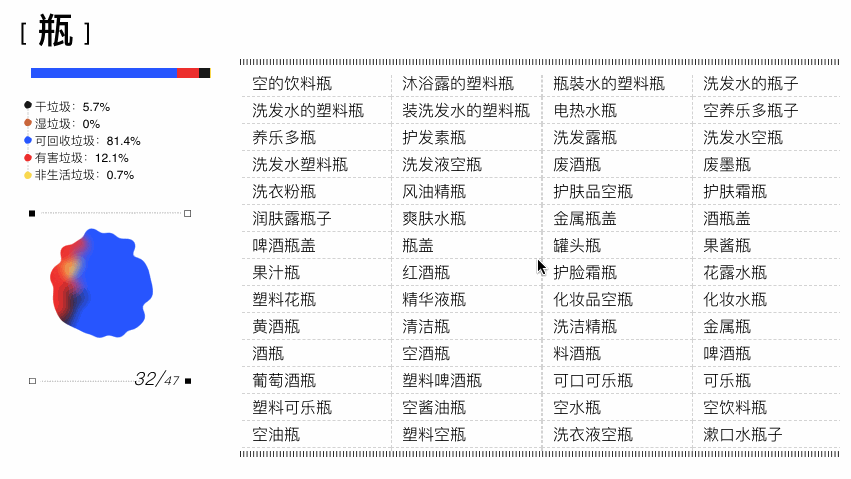 [ 瓶 ]
干垃圾：5.7%
湿垃圾：0%
可回收垃圾：81.4%
有害垃圾：12.1%
非生活垃圾：0.7%
32/47
空的饮料瓶 沐浴露的塑料瓶 瓶装水的塑料瓶 洗发水的瓶子
洗发水的塑料瓶 装洗发水的塑料瓶 电热水瓶 空养乐多瓶子
养乐多瓶 护发素瓶 洗发露瓶 洗发水空瓶
洗发水塑料瓶 洗发液空瓶 废酒瓶 废墨瓶
洗衣粉瓶 风油精瓶 护肤品空瓶 护肤霜瓶
润肤露瓶子 爽肤水瓶 金属瓶盖 酒瓶盖
啤酒瓶盖 瓶盖 罐头瓶 果酱瓶
果汁瓶 红酒瓶 护脸霜瓶 花露水瓶
塑料花瓶 精华液瓶 化妆品空瓶 化妆水瓶
黄酒瓶 清洁瓶 洗洁精瓶 金属瓶
酒瓶 空酒瓶 料酒瓶 啤酒瓶
葡萄酒瓶 塑料啤酒瓶 可口可乐瓶 可乐瓶
塑料可乐瓶 空酱油瓶 空水瓶 空饮料瓶
空油瓶 塑料空瓶 洗衣液空瓶 漱口水瓶子